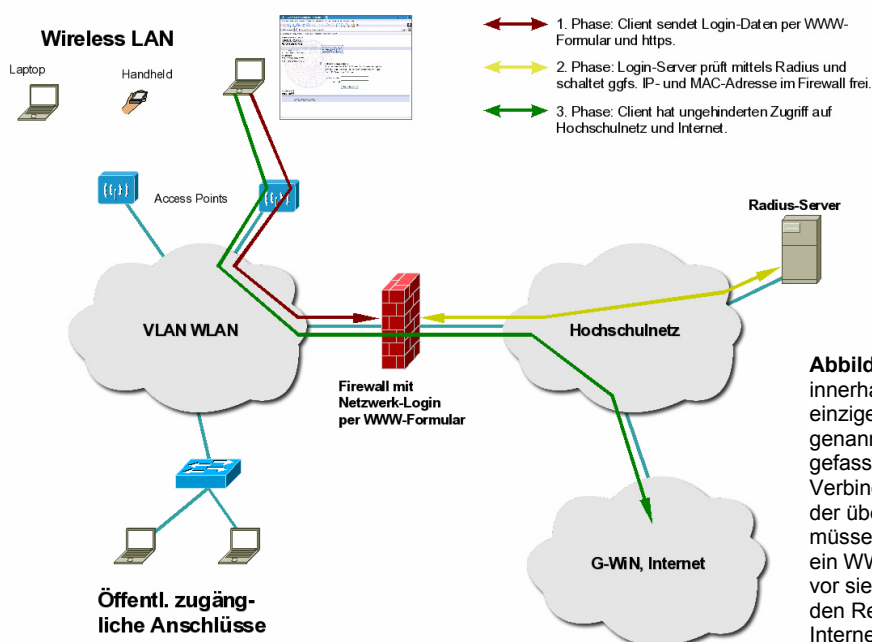 Wireless LAN
Laptop
Handheld
1. Phase: Client sendet Login-Daten per WWW-
Formular und https.
2. Phase: Login-Server prüft mittels Radius und
schaltet ggfs. IP- und MAC-Adresse im Firewall frei.
3. Phase: Client hat ungehinderten Zugriff auf
Hochschulnetz und Internet.
Access Points
Radius-Server
VLAN WLAN
Hochschulnetz
Firewall mit
Netzwerk-Login
per WWW-Formular
G-WiN, Internet
Öffentl. zugäng-
liche Anschlüsse
Abbild
innerha
einzige
genann
gefass
Verbin
der übe
müsse
ein WW
vor sie
den Re
Interne